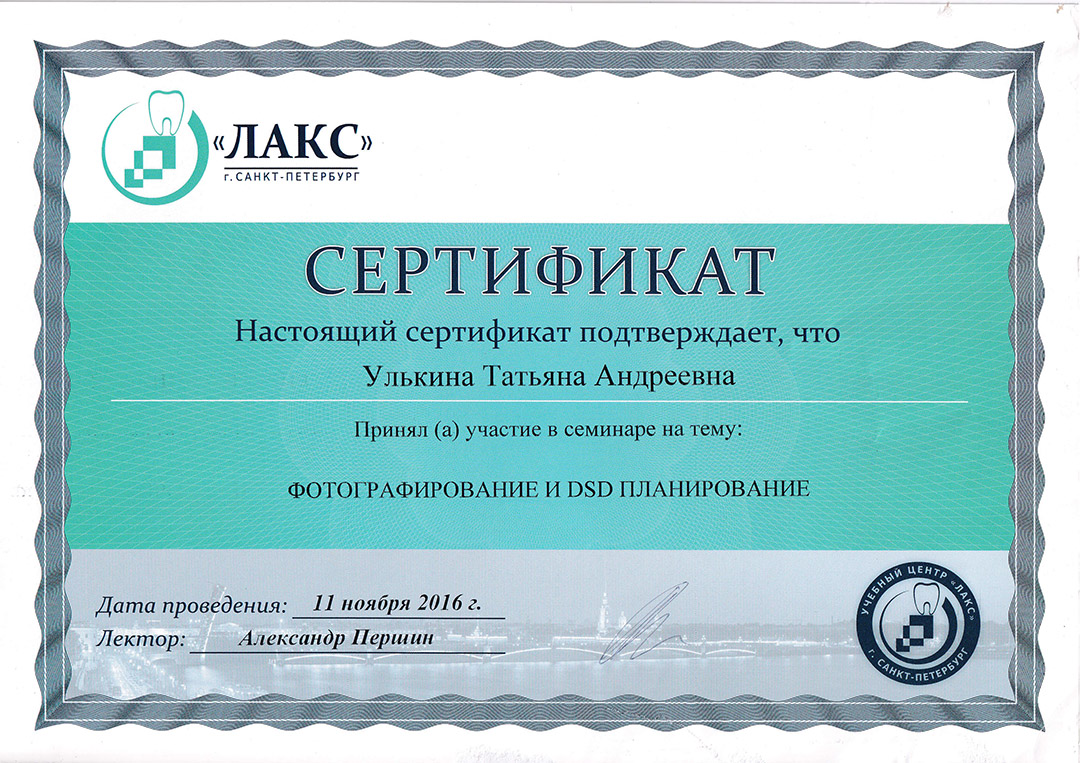 «ЛАКС»
г.САНКТ-ПЕТЕРБУРГ
СЕРТИФИКАТ
Настоящий сертификат подтверждает, что
Улькина Татьяна Андреевна
Принял (а) участие в семинаре на тему:
ФОТОГРАФИРОВАНИЕ И DSD ПЛАНИРОВАНИЕ
Дата проведения: 11 ноября 2016 г.
Лектор: Александр Першин
УЧЕБНЫЙ ЦЕНТР «ЛАКС»
г. САНКТ-ПЕТЕРБУРГ